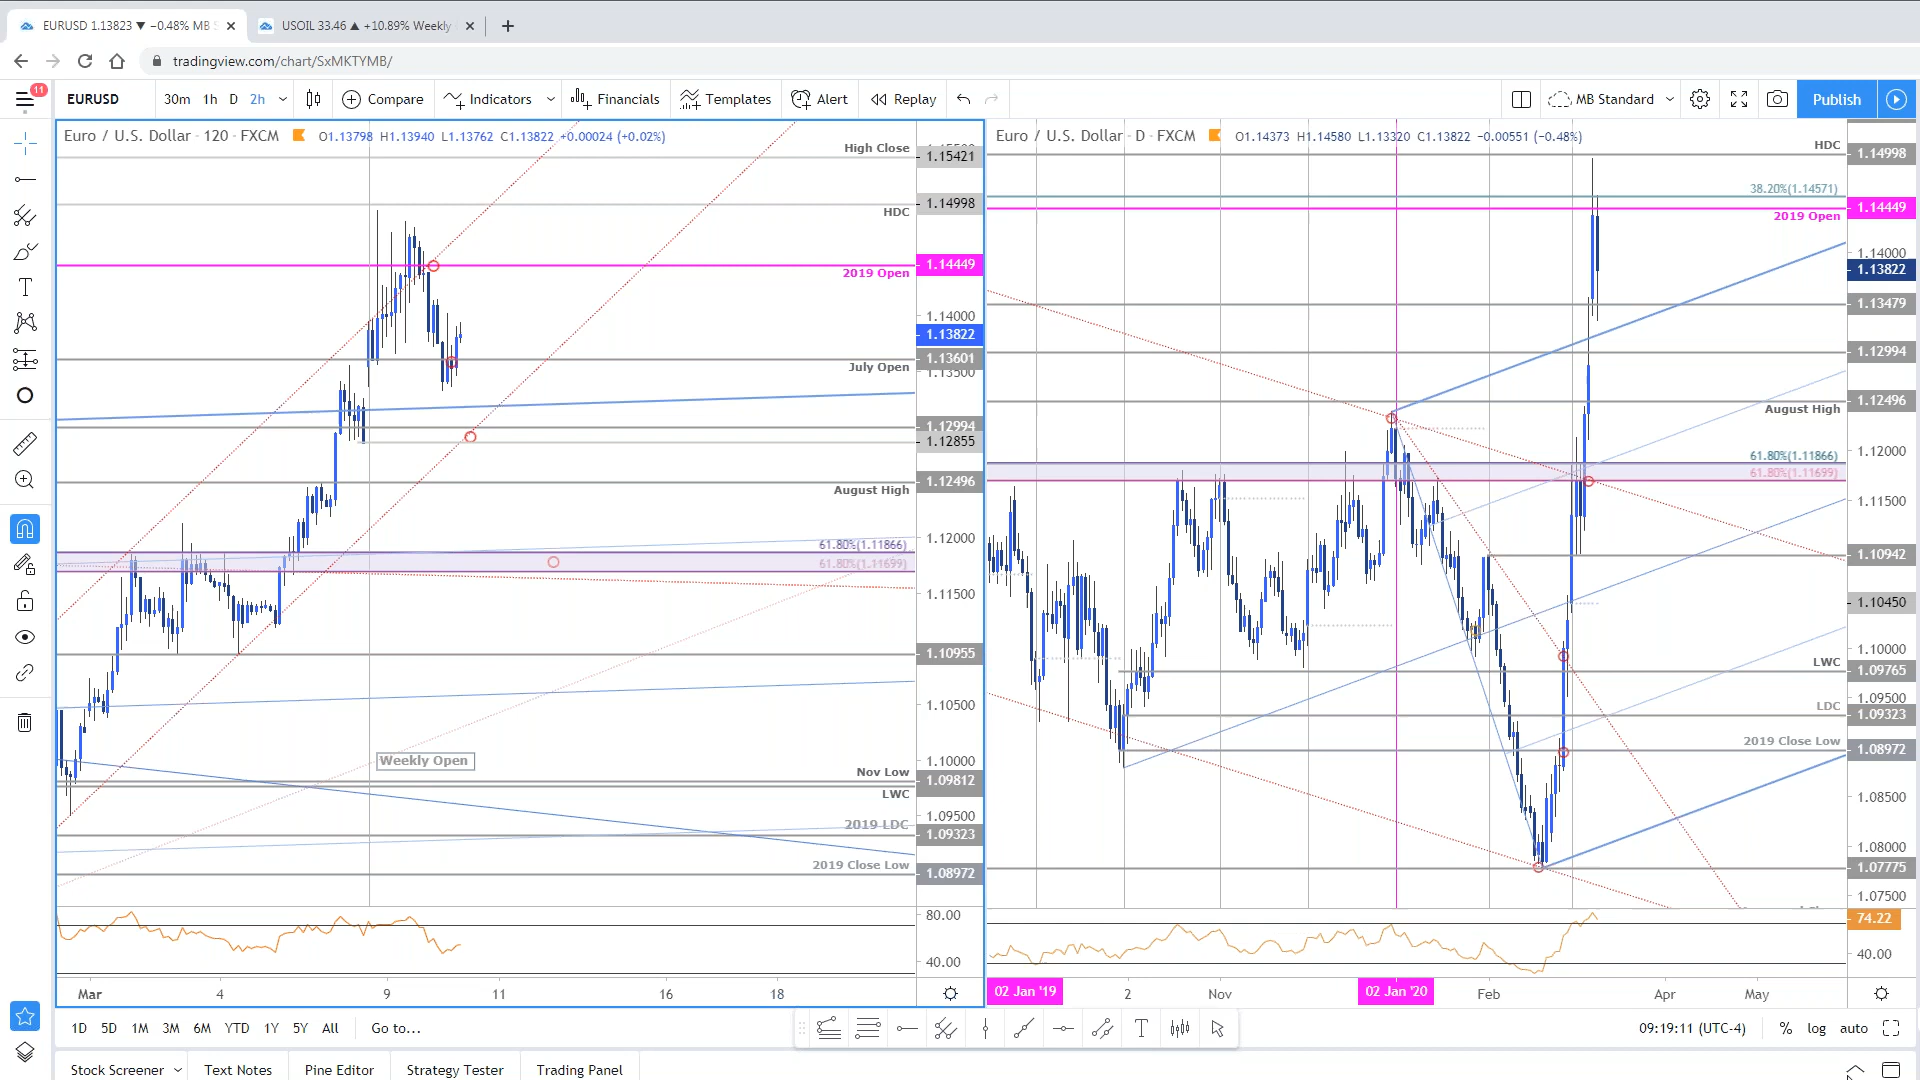 EURUSD 1.13823 ▼ −0.48% MB S
USOIL 33.46 ▲ +10.89% Weekly
tradingview.com/chart/SxMKTYMB/
11
EURUSD 30m 1h D 2h Compare Indicators Financials Templates Alert Replay MB Standard Publish
Euro / U.S. Dollar · 120 · FXCM O1.13798 H1.13940 L1.13762 C1.13822 +0.00024 (+0.02%)
High Close
1.15421
1.14998
HDC
1.14449
2019 Open
1.14000
1.13822
1.13601
July Open
1.13500
1.12994
1.12855
1.12496
August High
1.12000
61.80%(1.11866)
61.80%(1.11699)
1.11500
1.10955
1.10500
Weekly Open
1.10000
Nov Low
1.09812
LWC
1.09500
2019 LDC
1.09323
2019 Close Low
1.08972
80.00
40.00
Mar 4 9 11 16 18
Euro / U.S. Dollar · D · FXCM O1.14373 H1.14580 L1.13320 C1.13822 −0.00551 (−0.48%)
HDC
1.14998
38.20%(1.14571)
1.14449
2019 Open
1.14000
1.13822
1.13479
1.12994
1.12496
August High
1.12000
61.80%(1.11866)
61.80%(1.11699)
1.11500
1.10942
1.10450
1.10000
LWC
1.09765
1.09500
LDC
1.09323
2019 Close Low
1.08972
1.08500
1.08000
1.07775
1.07500
74.22
40.00
02 Jan '19 2 Nov 02 Jan '20 Feb Apr May
1D 5D 1M 3M 6M YTD 1Y 5Y All Go to...
09:19:11 (UTC-4) % log auto
Stock Screener Text Notes Pine Editor Strategy Tester Trading Panel